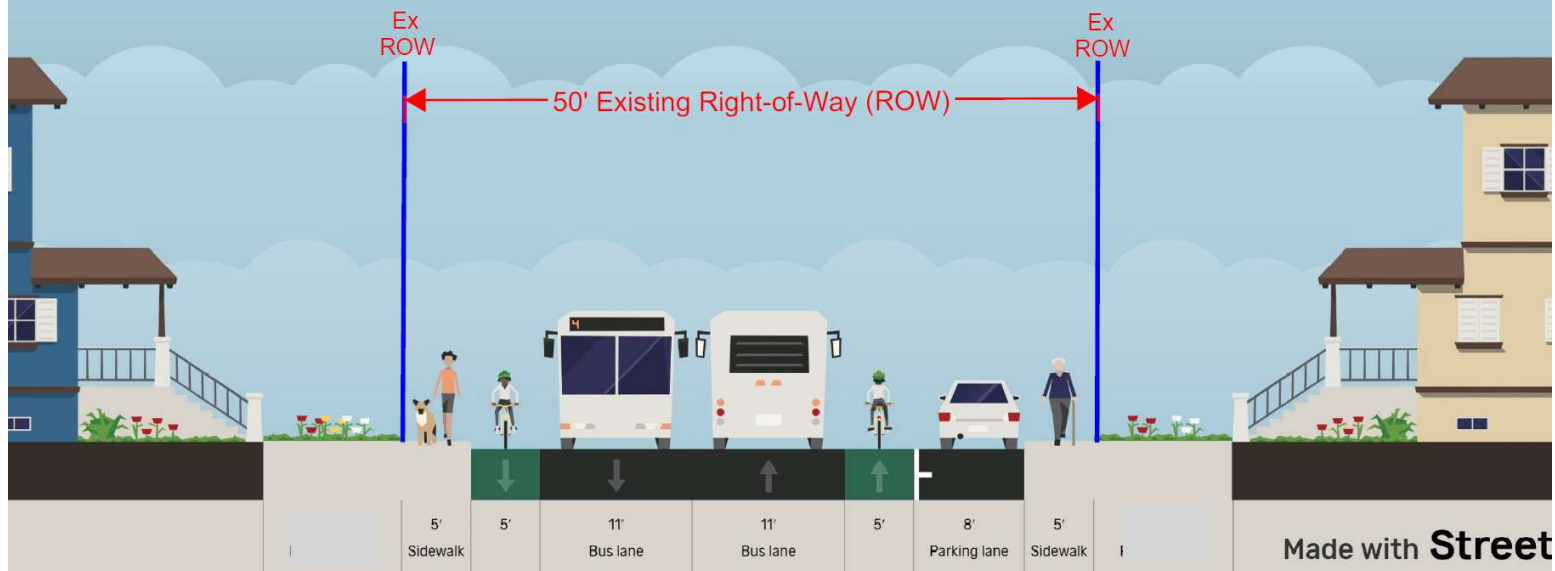 Ex
ROW
Ex
ROW
50' Existing Right-of-Way (ROW)
4
5'
5'
11'
11'
5'
8'
5'
Sidewalk
Bus lane
Bus lane
Parking lane
Sidewalk
Made with Street